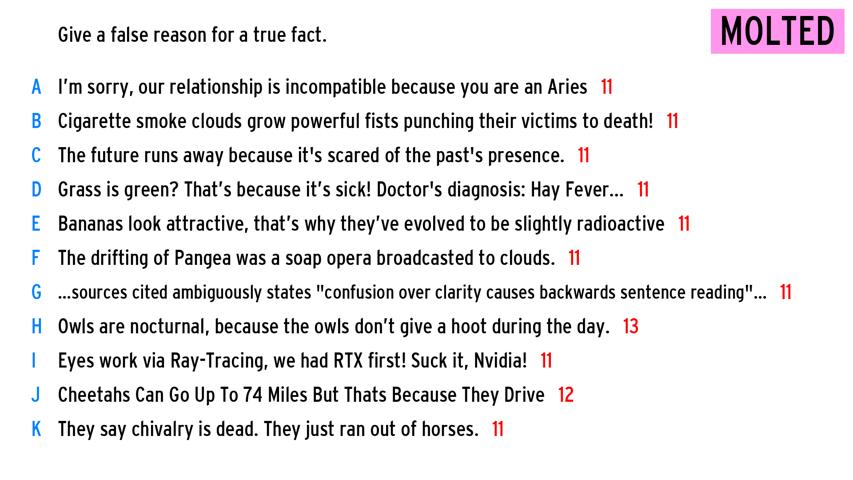 Give a false reason for a true fact.
MOLTED
A I'm sorry, our relationship is incompatible because you are an Aries 11
B Cigarette smoke clouds grow powerful fists punching their victims to death! 11
C The future runs away because it's scared of the past's presence. 11
D Grass is green? That's because it's sick! Doctor's diagnosis: Hay Fever... 11
E Bananas look attractive, that's why they've evolved to be slightly radioactive 11
F The drifting of Pangea was a soap opera broadcasted to clouds. 11
G ...sources cited ambiguously states "confusion over clarity causes backwards sentence reading"... 11
H Owls are nocturnal, because the owls don't give a hoot during the day. 13
I Eyes work via Ray-Tracing, we had RTX first! Suck it, Nvidia! 11
J Cheetahs Can Go Up To 74 Miles But Thats Because They Drive 12
K They say chivalry is dead. They just ran out of horses. 11